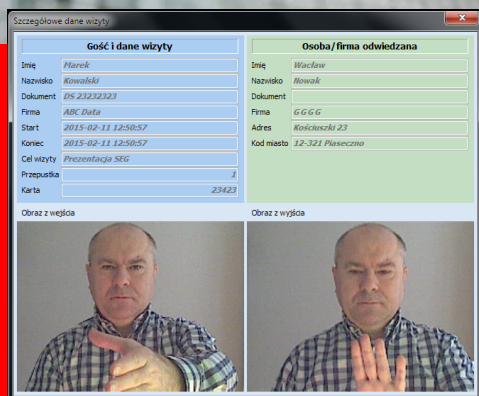 Szczegółowe dane wizyty
Gość i dane wizyty
Imię Marek
Nazwisko Kowalski
Dokument DS 23232323
Firma ABC Data
Start 2015-02-11 12:50:57
Koniec 2015-02-11 12:50:57
Cel wizyty Prezentacja SEG
Przepustka 1
Karta 23423
Osoba/firma odwiedzana
Imię Wacław
Nazwisko Nowak
Dokument
Firma GGGG
Adres Kościuszki 23
Kod miasto 12-321 Piaseczno
Obraz z wejścia
Obraz z wyjścia